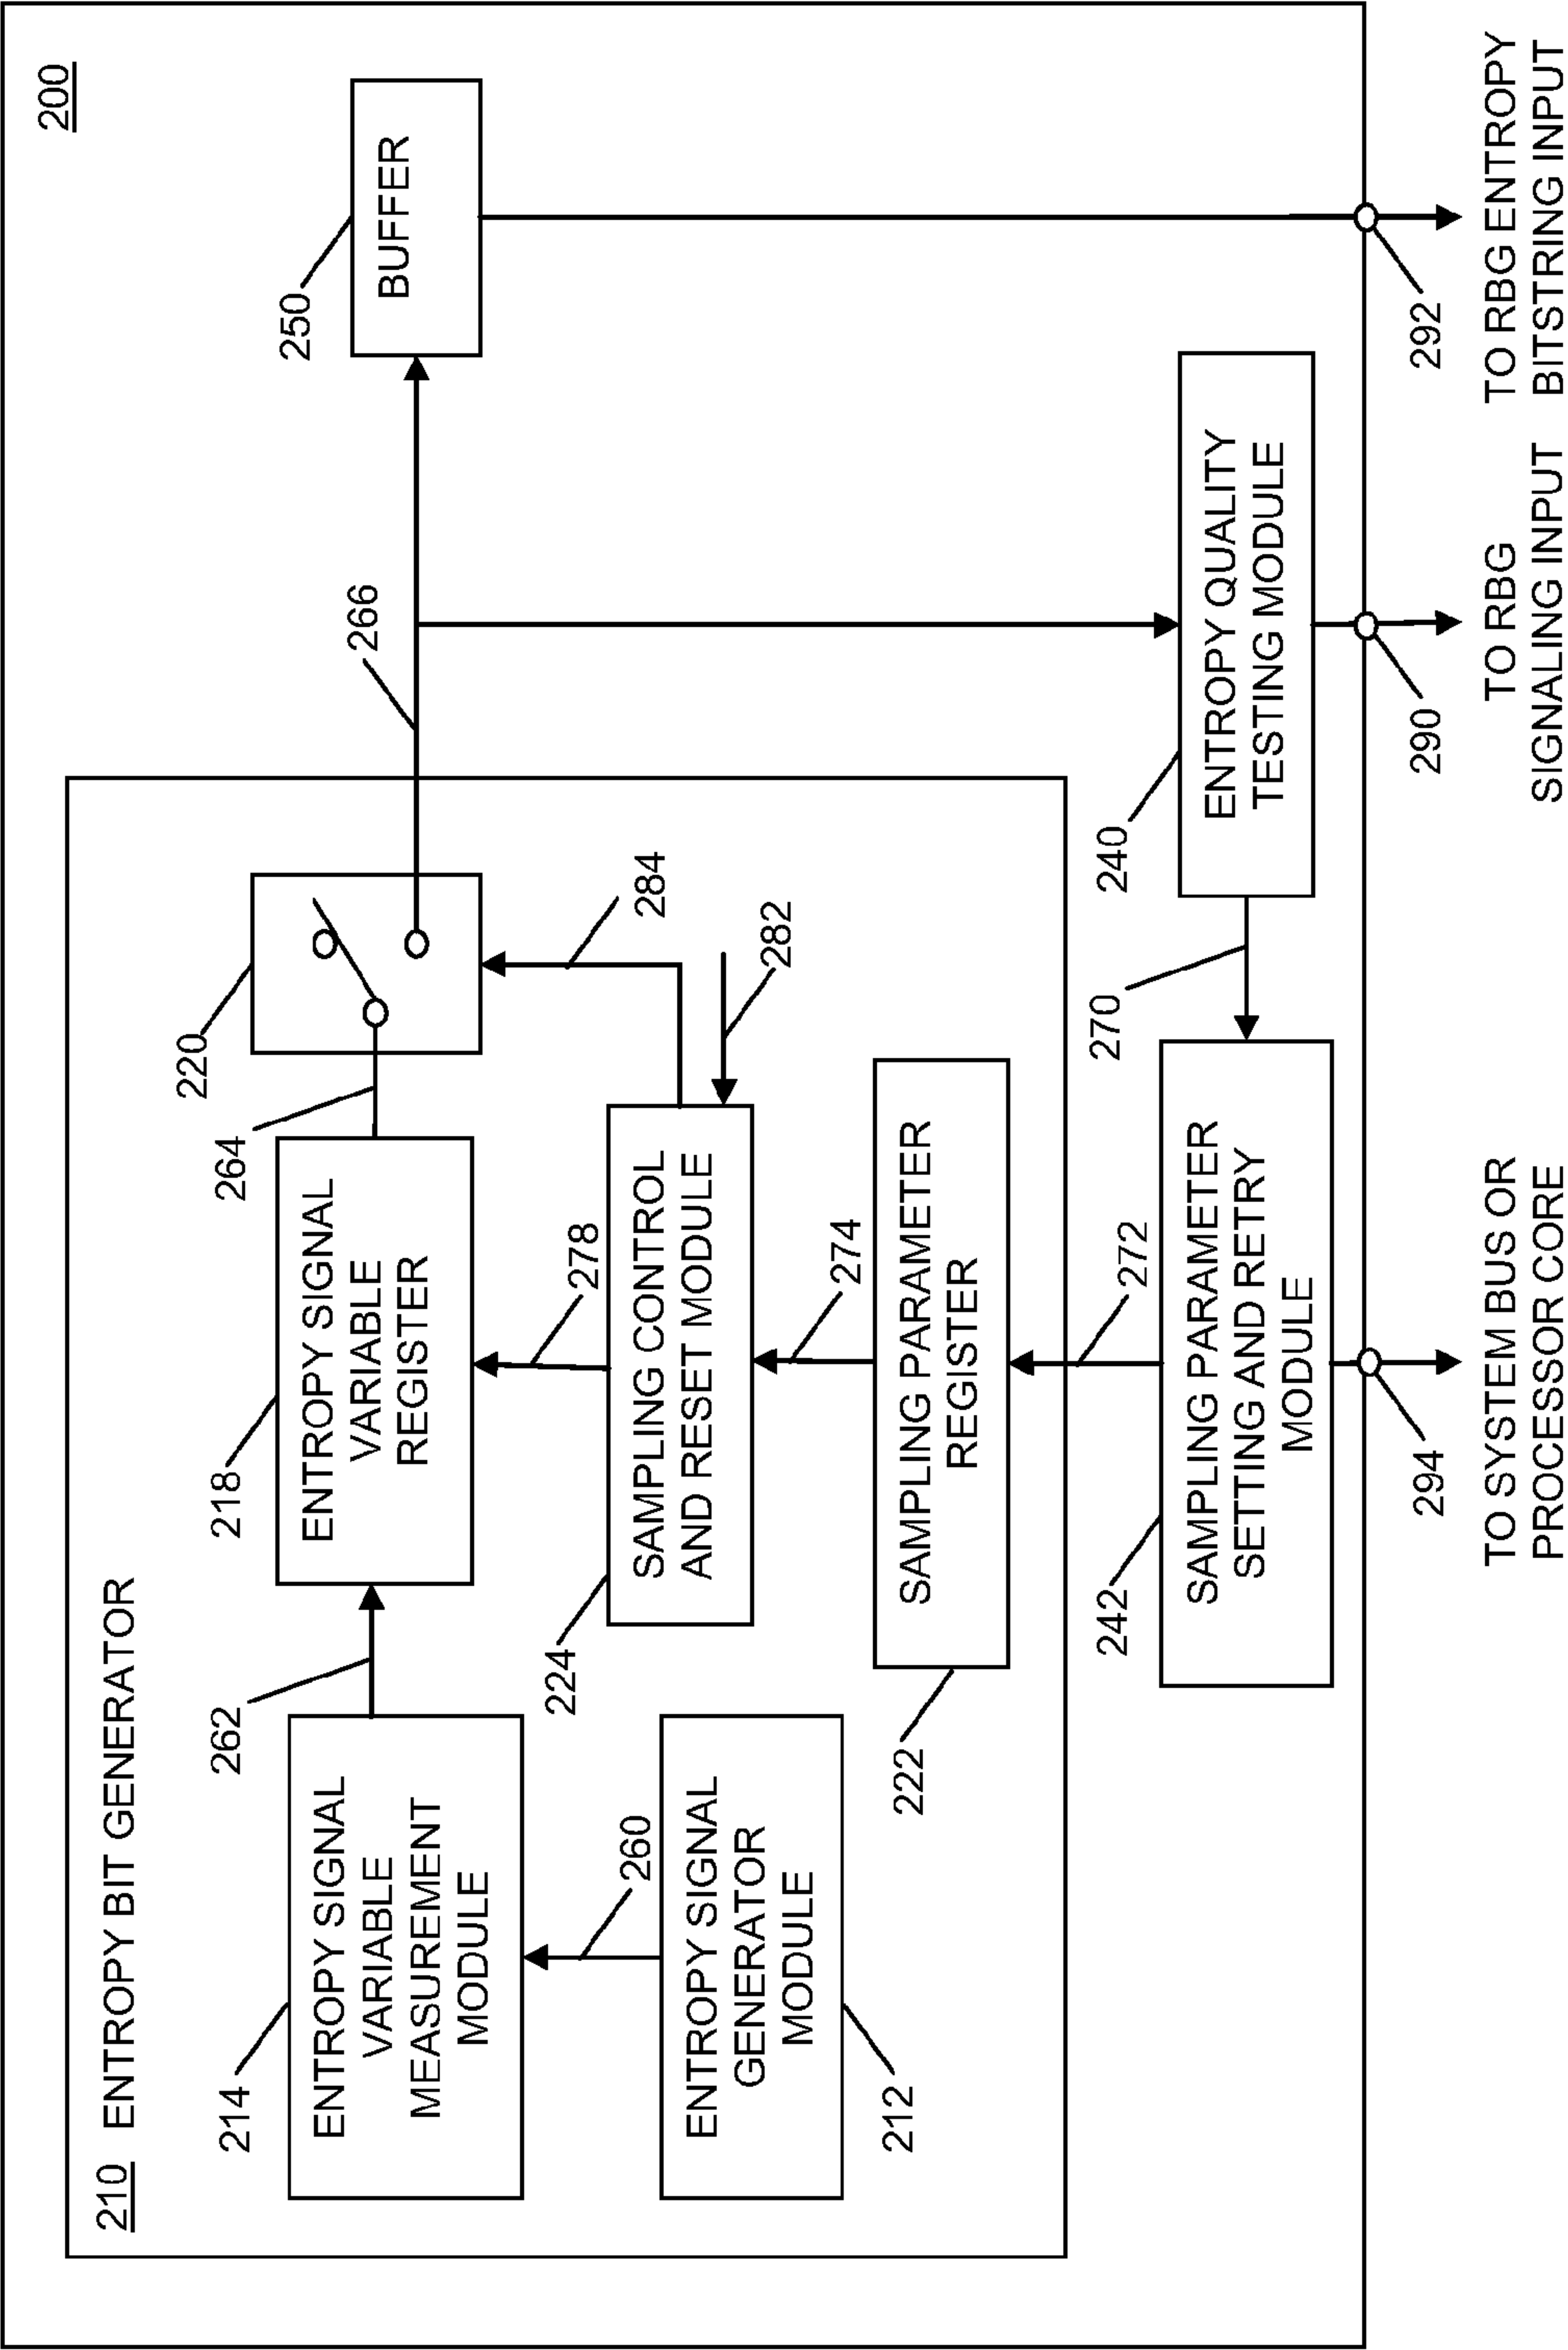 200
210 ENTROPY BIT GENERATOR
214
ENTROPY SIGNAL
VARIABLE
MEASUREMENT
MODULE
262
218
ENTROPY SIGNAL
VARIABLE
REGISTER
264
220
266
250
BUFFER
260
278
284
224
SAMPLING CONTROL
AND RESET MODULE
282
ENTROPY SIGNAL
GENERATOR
MODULE
212
274
222
SAMPLING PARAMETER
REGISTER
272
270
240
ENTROPY QUALITY
TESTING MODULE
242
SAMPLING PARAMETER
SETTING AND RETRY
MODULE
294
290
292
TO SYSTEM BUS OR
PROCESSOR CORE
TO RBG
SIGNALING INPUT
TO RBG ENTROPY
BITSTRING INPUT